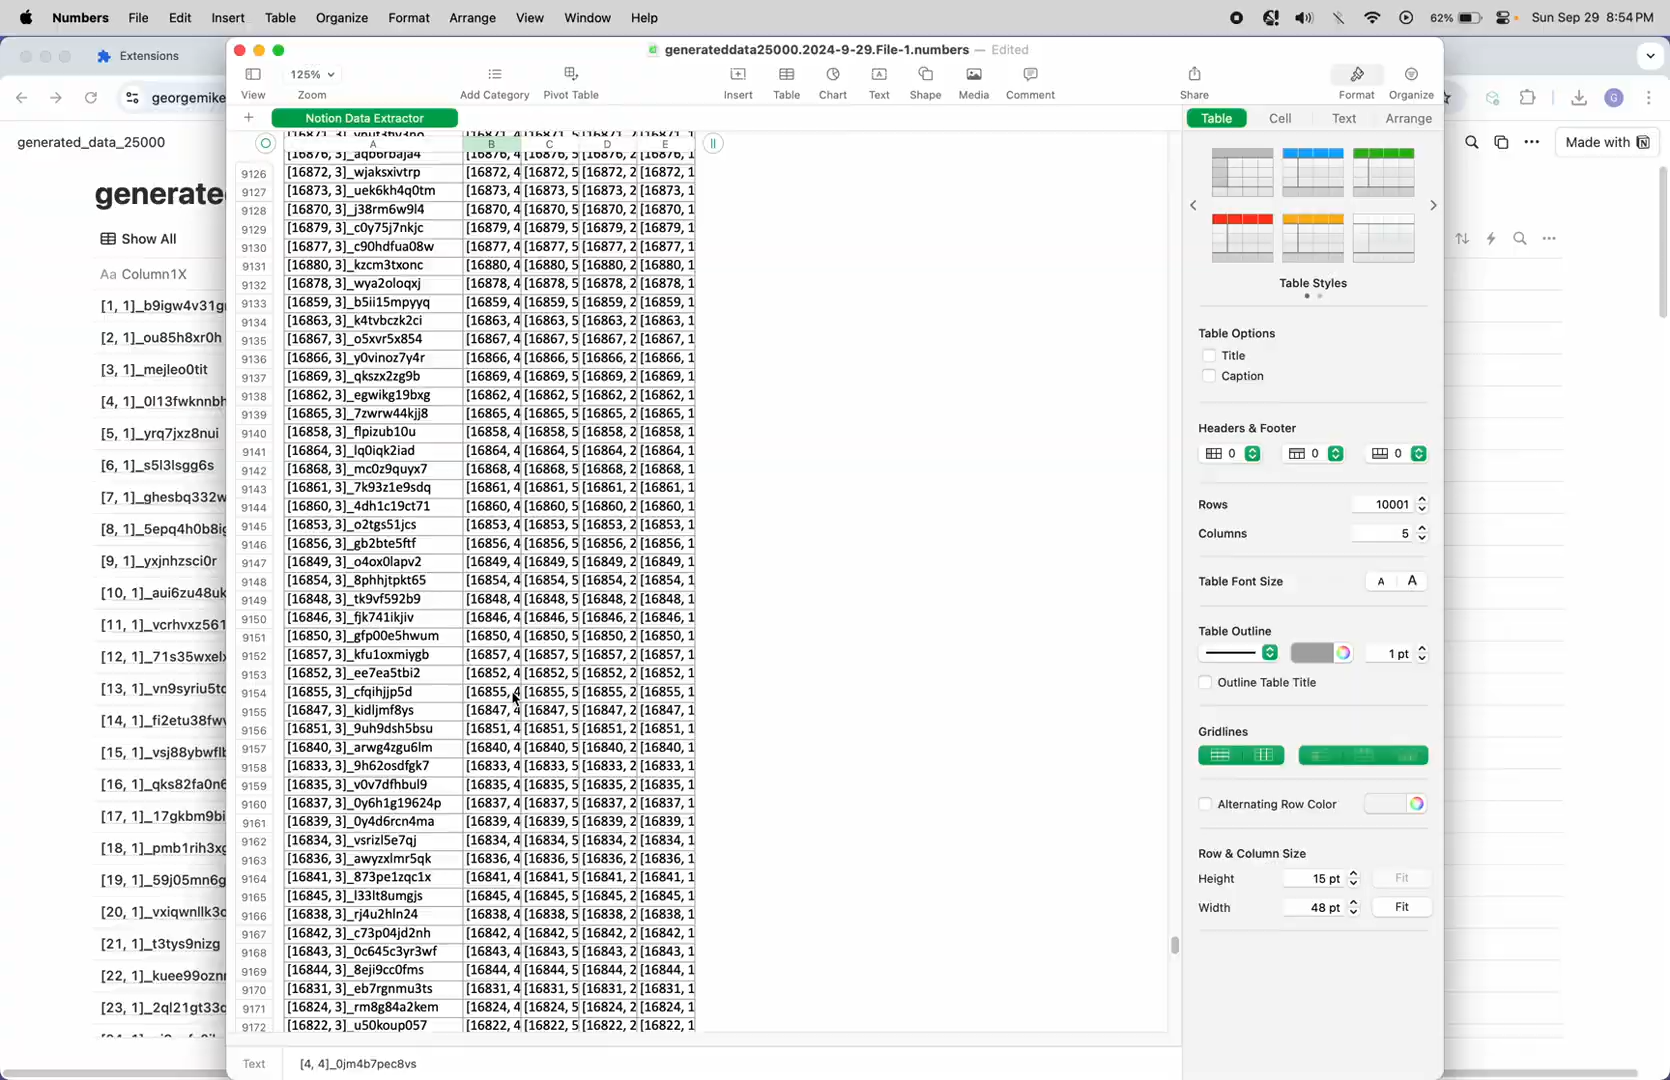 Numbers File Edit Insert Table Organize Format Arrange View Window Help 62% Sun Sep 29 8:54 PM
Extensions
generateddata25000.2024-9-29.File-1.numbers — Edited
georgemike
125%
View Zoom Add Category Pivot Table Insert Table Chart Text Shape Media Comment Share Format Organize
G
Notion Data Extractor
Table Cell Text Arrange
generated_data_25000
Made with
A B C D E
generate
Show All
Aa Column1X
[1, 1]_b9igw4v31g
[2, 1]_ou85h8xr0h
[3, 1]_mejleo0tit
[4, 1]_0l13fwknnbh
[5, 1]_yrq7jxz8nui
[6, 1]_s5l3lsgg6s
[7, 1]_ghesbq332w
[8, 1]_5epq4h0b8ig
[9, 1]_yxjnhzsci0r
[10, 1]_aui6zu48uk
[11, 1]_vcrhvxz561
[12, 1]_71s35wxelx
[13, 1]_vn9syriu5tc
[14, 1]_fi2etu38fwv
[15, 1]_vsj88ybwflb
[16, 1]_qks82fa0n6
[17, 1]_17gkbm9bi
[18, 1]_pmb1rih3xg
[19, 1]_59j05mn6g
[20, 1]_vxiqwnllk3c
[21, 1]_t3tys9nizg
[22, 1]_kuee99oznr
[23, 1]_2ql21gt33c
[16876, 3]_aqb6rbaja4 [16876, 4 [16876, 5 [16876, 2 [16876, 1
9126 [16872, 3]_wjaksxivtrp [16872, 4 [16872, 5 [16872, 2 [16872, 1
9127 [16873, 3]_uek6kh4q0tm [16873, 4 [16873, 5 [16873, 2 [16873, 1
9128 [16870, 3]_j38rm6w9l4 [16870, 4 [16870, 5 [16870, 2 [16870, 1
9129 [16879, 3]_c0y75j7nkjc [16879, 4 [16879, 5 [16879, 2 [16879, 1
9130 [16877, 3]_c90hdfua08w [16877, 4 [16877, 5 [16877, 2 [16877, 1
9131 [16880, 3]_kzcm3txonc [16880, 4 [16880, 5 [16880, 2 [16880, 1
9132 [16878, 3]_wya2oloqxj [16878, 4 [16878, 5 [16878, 2 [16878, 1
9133 [16859, 3]_b5ii15mpyyq [16859, 4 [16859, 5 [16859, 2 [16859, 1
9134 [16863, 3]_k4tvbczk2ci [16863, 4 [16863, 5 [16863, 2 [16863, 1
9135 [16867, 3]_o5xvr5x854 [16867, 4 [16867, 5 [16867, 2 [16867, 1
9136 [16866, 3]_y0vinoz7y4r [16866, 4 [16866, 5 [16866, 2 [16866, 1
9137 [16869, 3]_qkszx2zg9b [16869, 4 [16869, 5 [16869, 2 [16869, 1
9138 [16862, 3]_egwikg19bxg [16862, 4 [16862, 5 [16862, 2 [16862, 1
9139 [16865, 3]_7zwrw44kjj8 [16865, 4 [16865, 5 [16865, 2 [16865, 1
9140 [16858, 3]_flpizub10u [16858, 4 [16858, 5 [16858, 2 [16858, 1
9141 [16864, 3]_lq0iqk2iad [16864, 4 [16864, 5 [16864, 2 [16864, 1
9142 [16868, 3]_mc0z9quyx7 [16868, 4 [16868, 5 [16868, 2 [16868, 1
9143 [16861, 3]_7k93z1e9sdq [16861, 4 [16861, 5 [16861, 2 [16861, 1
9144 [16860, 3]_4dh1c19ct71 [16860, 4 [16860, 5 [16860, 2 [16860, 1
9145 [16853, 3]_o2tgs51jcs [16853, 4 [16853, 5 [16853, 2 [16853, 1
9146 [16856, 3]_gb2bte5ftf [16856, 4 [16856, 5 [16856, 2 [16856, 1
9147 [16849, 3]_o4ox0lapv2 [16849, 4 [16849, 5 [16849, 2 [16849, 1
9148 [16854, 3]_8phhjtpkt65 [16854, 4 [16854, 5 [16854, 2 [16854, 1
9149 [16848, 3]_tk9vf592b9 [16848, 4 [16848, 5 [16848, 2 [16848, 1
9150 [16846, 3]_fjk741ikjiv [16846, 4 [16846, 5 [16846, 2 [16846, 1
9151 [16850, 3]_gfp00e5hwum [16850, 4 [16850, 5 [16850, 2 [16850, 1
9152 [16857, 3]_kfu1oxmiygb [16857, 4 [16857, 5 [16857, 2 [16857, 1
9153 [16852, 3]_ee7ea5tbi2 [16852, 4 [16852, 5 [16852, 2 [16852, 1
9154 [16855, 3]_cfqihjjp5d [16855, 4 [16855, 5 [16855, 2 [16855, 1
9155 [16847, 3]_kidljmf8ys [16847, 4 [16847, 5 [16847, 2 [16847, 1
9156 [16851, 3]_9uh9dsh5bsu [16851, 4 [16851, 5 [16851, 2 [16851, 1
9157 [16840, 3]_arwg4zgu6lm [16840, 4 [16840, 5 [16840, 2 [16840, 1
9158 [16833, 3]_9h62osdfgk7 [16833, 4 [16833, 5 [16833, 2 [16833, 1
9159 [16835, 3]_v0v7dfhbul9 [16835, 4 [16835, 5 [16835, 2 [16835, 1
9160 [16837, 3]_0y6h1g19624p [16837, 4 [16837, 5 [16837, 2 [16837, 1
9161 [16839, 3]_0y4d6rcn4ma [16839, 4 [16839, 5 [16839, 2 [16839, 1
9162 [16834, 3]_vsrizl5e7qj [16834, 4 [16834, 5 [16834, 2 [16834, 1
9163 [16836, 3]_awyzxlmr5qk [16836, 4 [16836, 5 [16836, 2 [16836, 1
9164 [16841, 3]_873pe1zqc1x [16841, 4 [16841, 5 [16841, 2 [16841, 1
9165 [16845, 3]_l33lt8umgjs [16845, 4 [16845, 5 [16845, 2 [16845, 1
9166 [16838, 3]_rj4u2hln24 [16838, 4 [16838, 5 [16838, 2 [16838, 1
9167 [16842, 3]_c73p04jd2nh [16842, 4 [16842, 5 [16842, 2 [16842, 1
9168 [16843, 3]_0c645c3yr3wf [16843, 4 [16843, 5 [16843, 2 [16843, 1
9169 [16844, 3]_8eji9cc0fms [16844, 4 [16844, 5 [16844, 2 [16844, 1
9170 [16831, 3]_eb7rgnmu3ts [16831, 4 [16831, 5 [16831, 2 [16831, 1
9171 [16824, 3]_rm8g84a2kem [16824, 4 [16824, 5 [16824, 2 [16824, 1
9172 [16822, 3]_u50koup057 [16822, 4 [16822, 5 [16822, 2 [16822, 1
Text [4, 4]_0jm4b7pec8vs
Table Styles
Table Options
Title
Caption
Headers & Footer
0 0 0
Rows 10001
Columns 5
Table Font Size A A
Table Outline
1 pt
Outline Table Title
Gridlines
Alternating Row Color
Row & Column Size
Height 15 pt Fit
Width 48 pt Fit